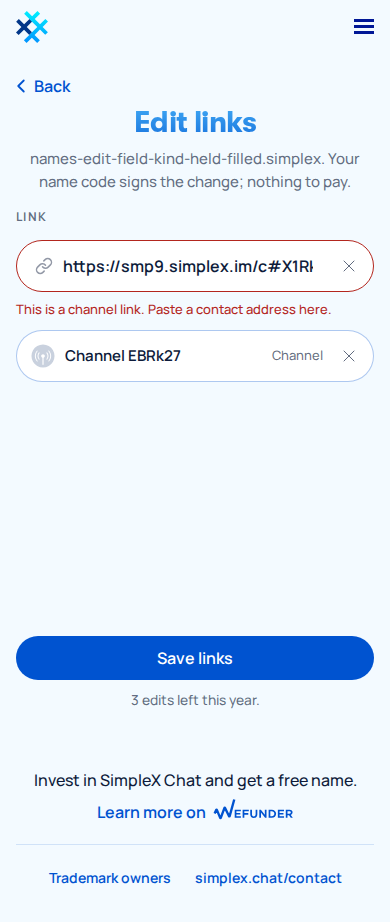 Back
Edit links
names-edit-field-kind-held-filled.simplex. Your
name code signs the change; nothing to pay.
LINK
https://smp9.simplex.im/c#X1Rk
This is a channel link. Paste a contact address here.
Channel EBRk27 Channel
Save links
3 edits left this year.
Invest in SimpleX Chat and get a free name.
Learn more on WEFUNDER
Trademark owners simplex.chat/contact